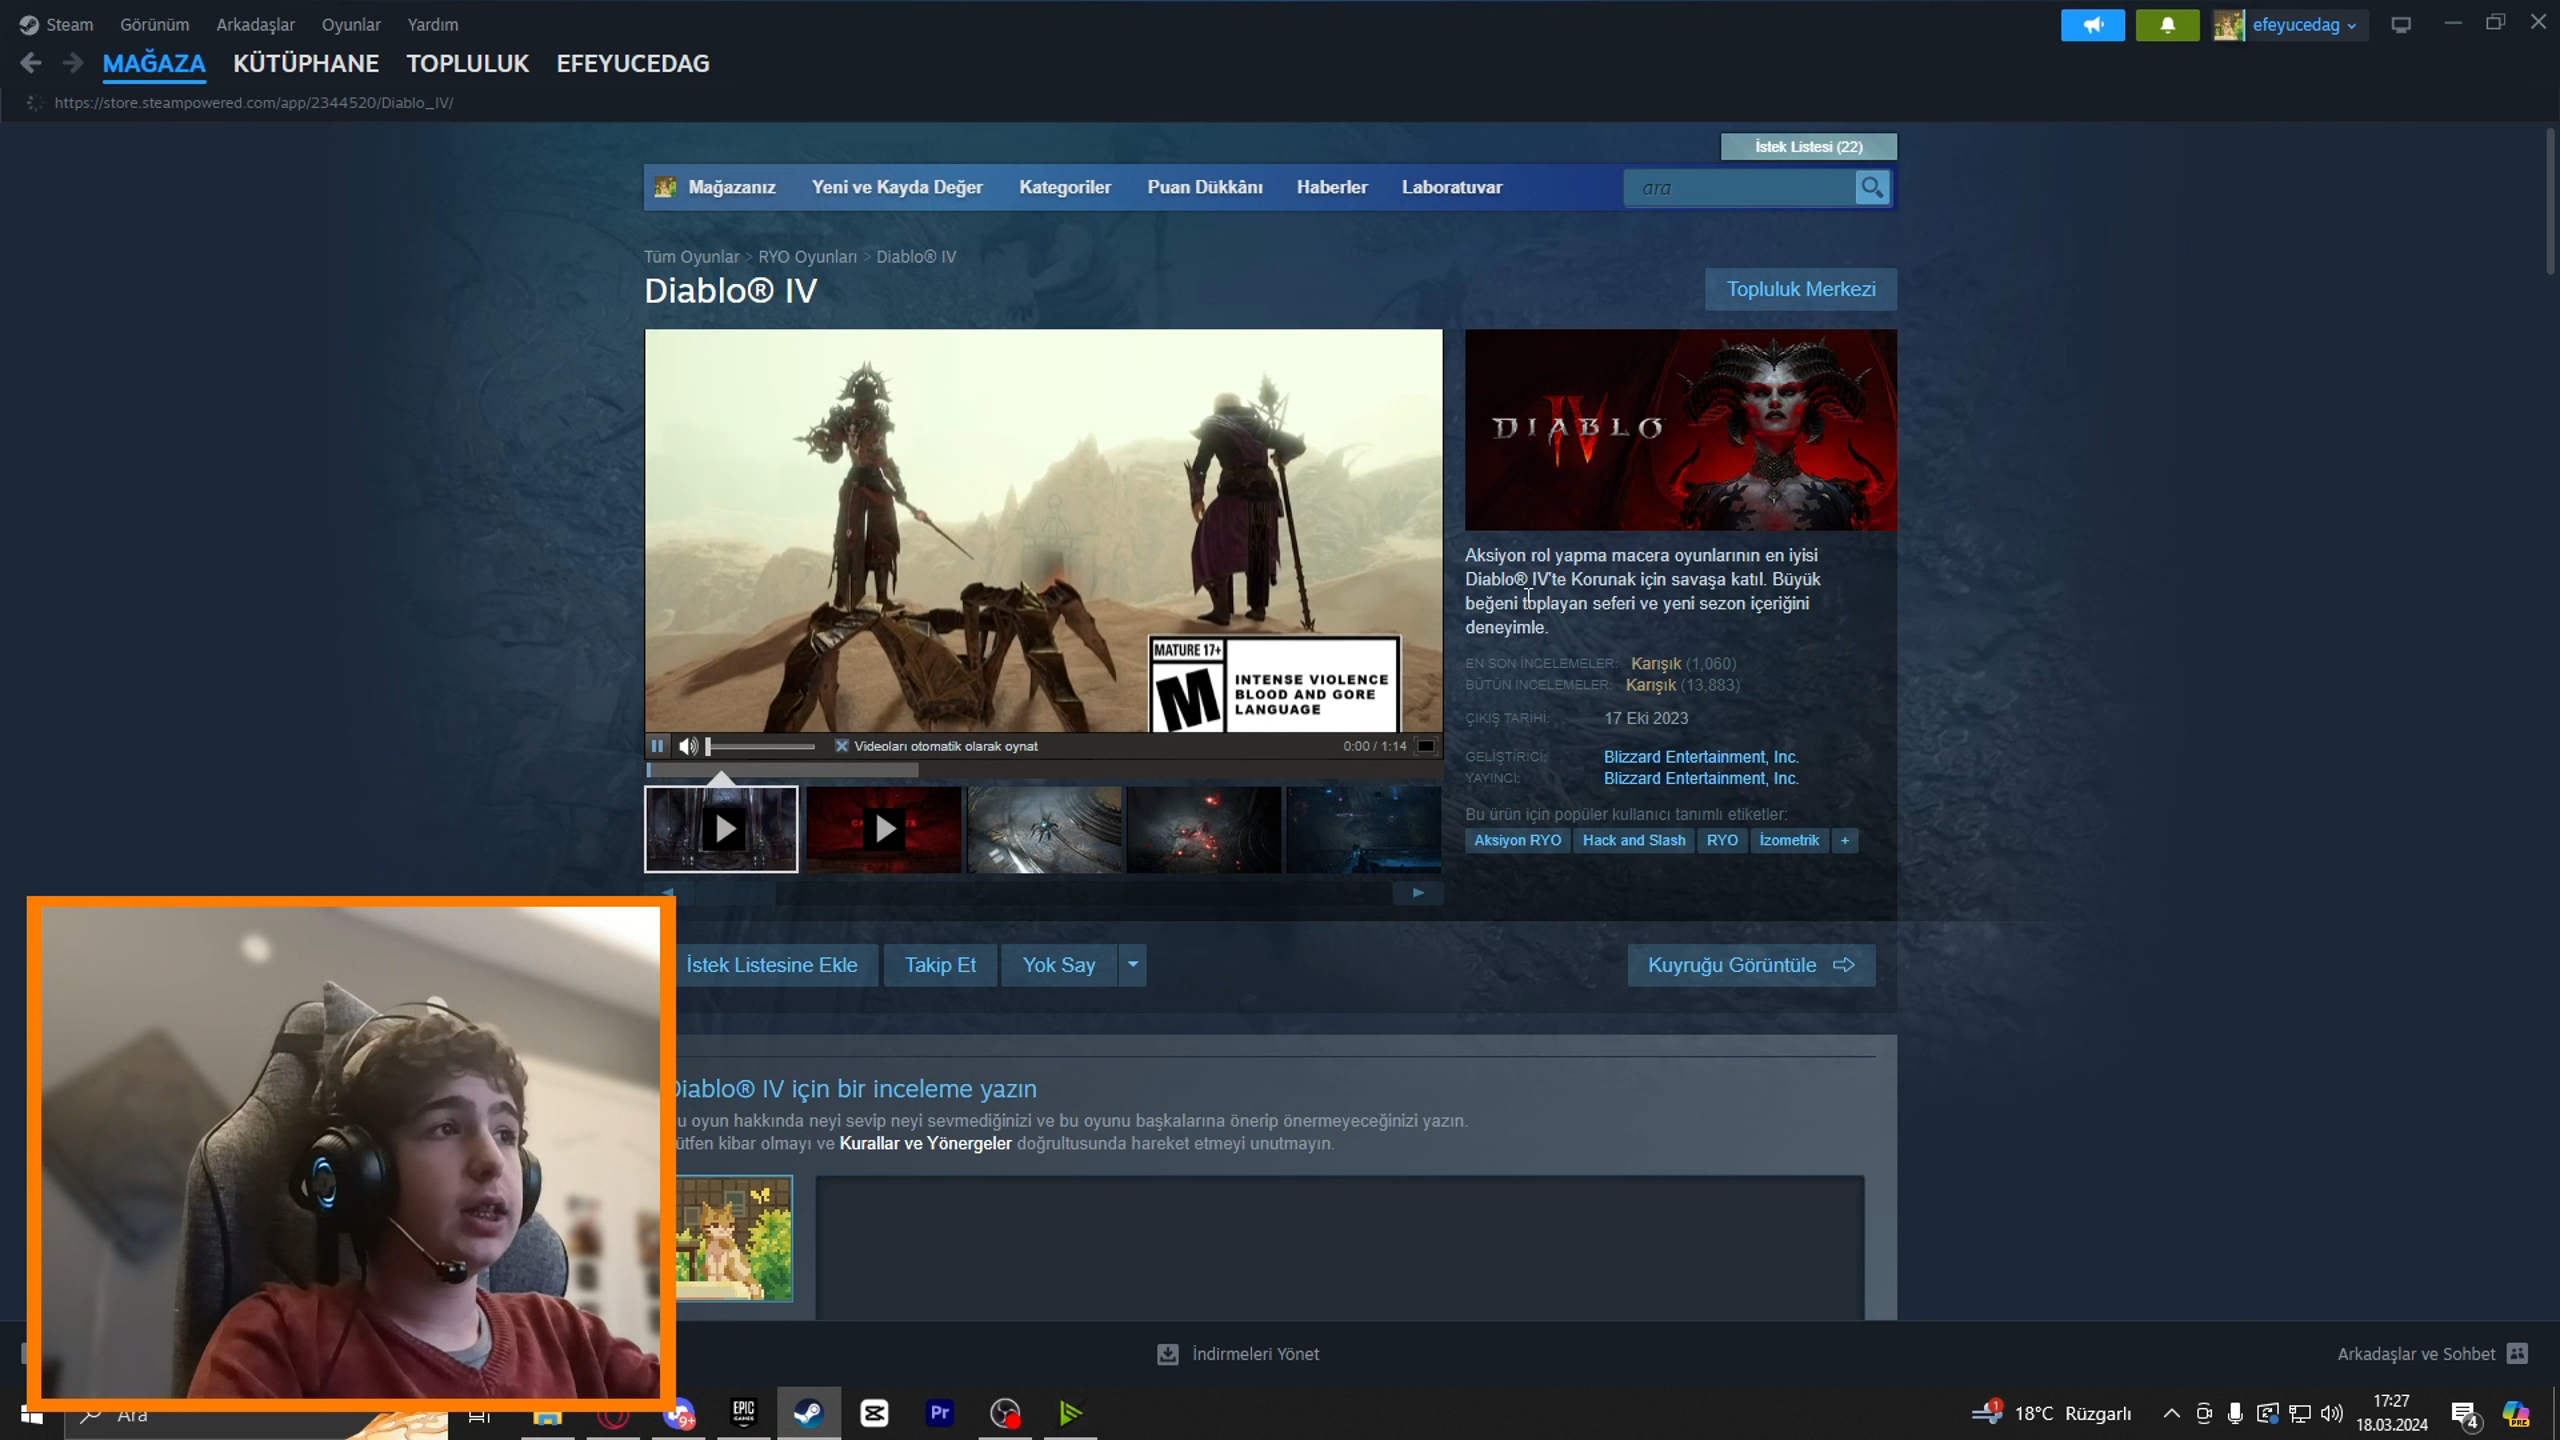 Steam Görünüm Arkadaşlar Oyunlar Yardım
efeyucedag
MAĞAZA KÜTÜPHANE TOPLULUK EFEYUCEDAG
https://store.steampowered.com/app/2344520/Diablo_IV/
İstek Listesi (22)
Mağazanız Yeni ve Kayda Değer Kategoriler Puan Dükkânı Haberler Laboratuvar
ara
Tüm Oyunlar > RYO Oyunları > Diablo® IV
Diablo® IV
Topluluk Merkezi
DIABLO IV
MATURE 17+
M
INTENSE VIOLENCE
BLOOD AND GORE
LANGUAGE
Videoları otomatik olarak oynat
0:00 / 1:14
Aksiyon rol yapma macera oyunlarının en iyisi
Diablo® IV'te Korunak için savaşa katıl. Büyük
beğeni toplayan seferi ve yeni sezon içeriğini
deneyimle.
EN SON İNCELEMELER: Karışık (1,060)
BÜTÜN İNCELEMELER: Karışık (13,883)
ÇIKIŞ TARİHİ: 17 Eki 2023
GELİŞTİRİCİ: Blizzard Entertainment, Inc.
YAYINCI: Blizzard Entertainment, Inc.
Bu ürün için popüler kullanıcı tanımlı etiketler:
Aksiyon RYO Hack and Slash RYO İzometrik +
İstek Listesine Ekle Takip Et Yok Say
Kuyruğu Görüntüle
Diablo® IV için bir inceleme yazın
u oyun hakkında neyi sevip neyi sevmediğinizi ve bu oyunu başkalarına önerip önermeyeceğinizi yazın.
ütfen kibar olmayı ve Kurallar ve Yönergeler doğrultusunda hareket etmeyi unutmayın.
İndirmeleri Yönet
Arkadaşlar ve Sohbet
Ara
9+
EPIC GAMES
Pr
1
18°C Rüzgarlı
17:27
18.03.2024
4
PRE